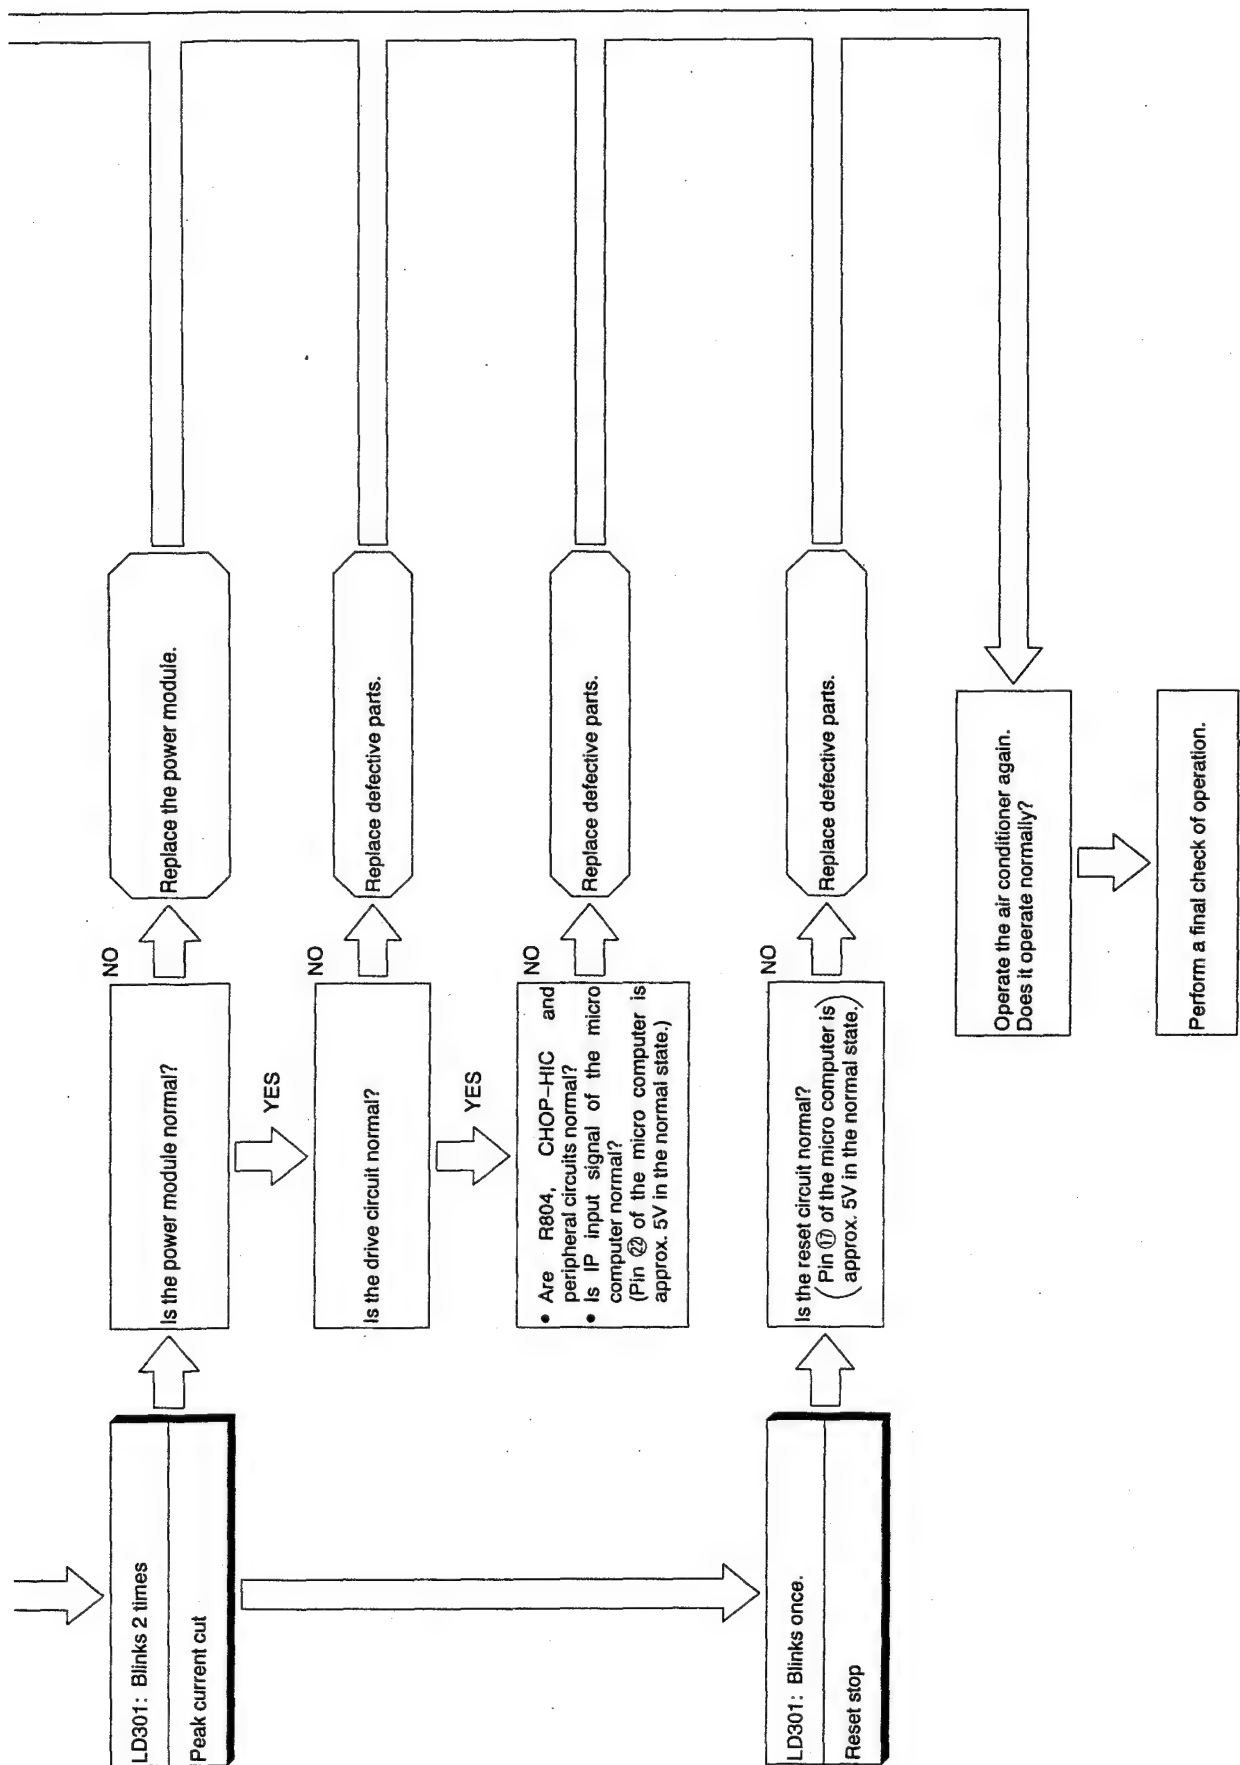 LD301: Blinks 2 times
Peak current cut
Is the power module normal?
NO
Replace the power module.
YES
Is the drive circuit normal?
NO
Replace defective parts.
YES
• Are R804, CHOP–HIC and
peripheral circuits normal?
• Is IP input signal of the micro
computer normal?
(Pin ㉒ of the micro computer is
approx. 5V in the normal state.)
NO
Replace defective parts.
LD301: Blinks once.
Reset stop
Is the reset circuit normal?
(Pin ⑰ of the micro computer is
approx. 5V in the normal state.)
NO
Replace defective parts.
Operate the air conditioner again.
Does it operate normally?
Perform a final check of operation.